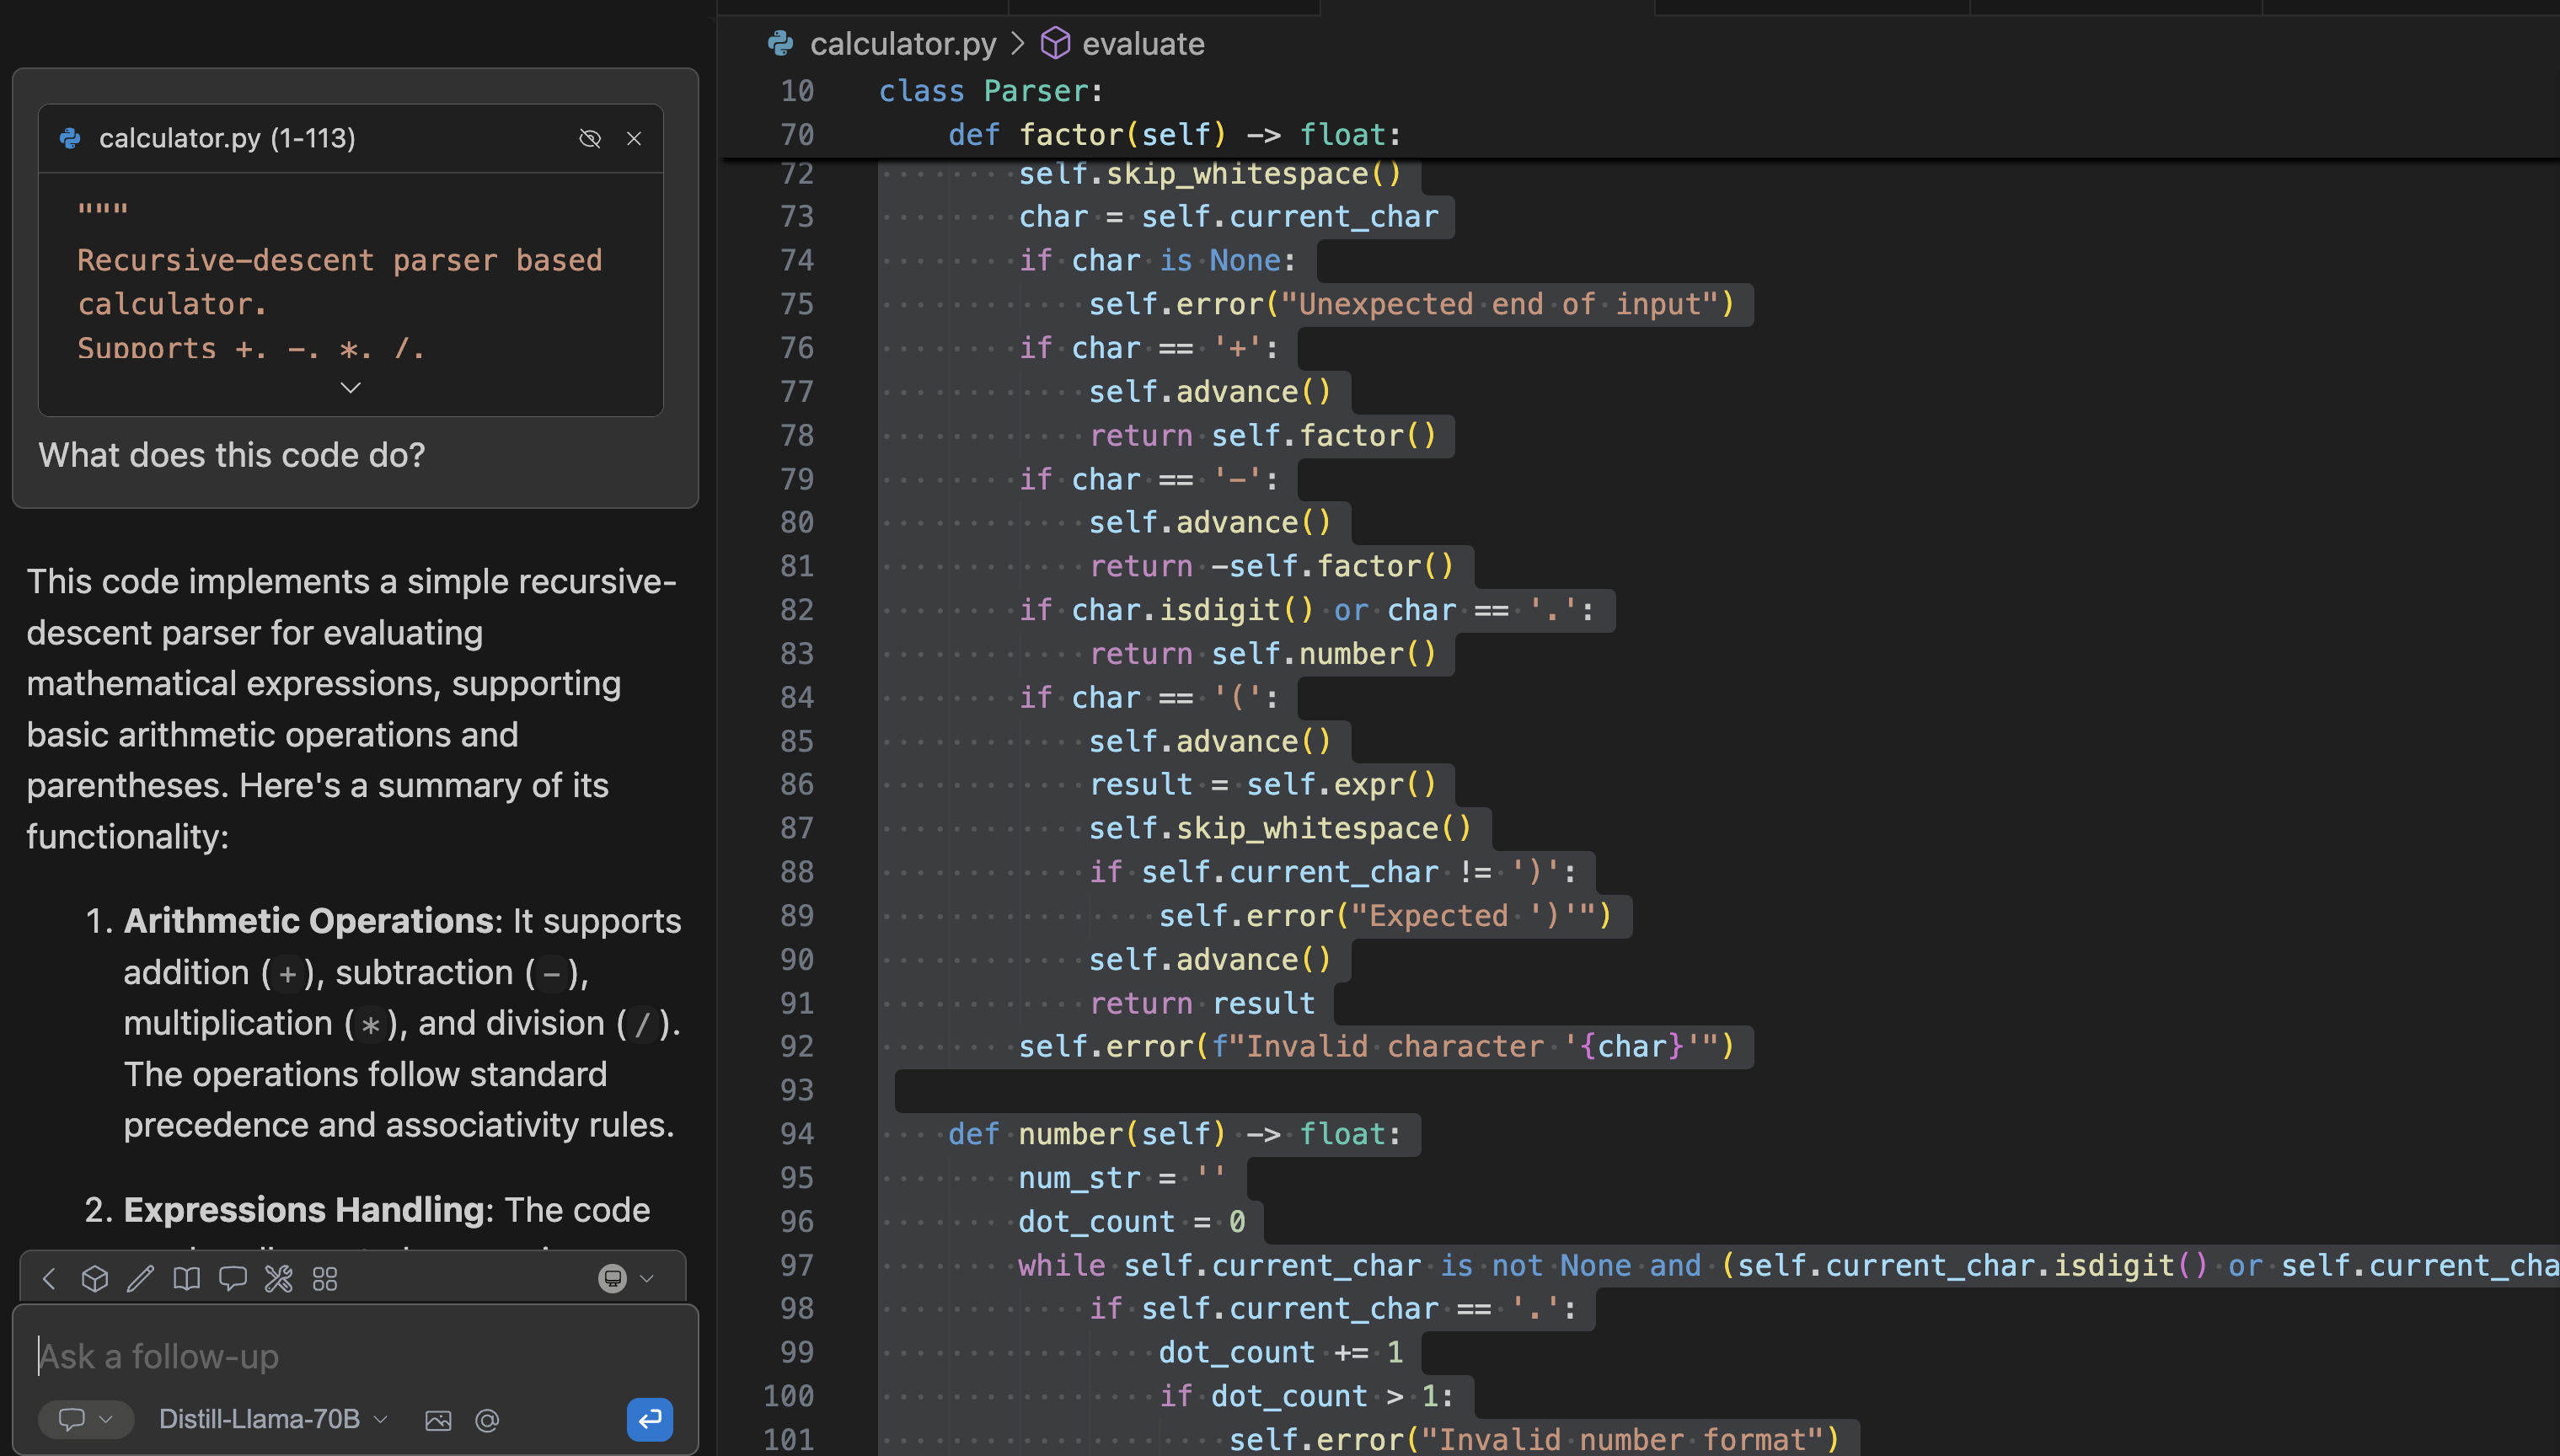 calculator.py (1-113)
"""
Recursive-descent parser based
calculator.
Supports +, -, *, /.
What does this code do?
This code implements a simple recursive-
descent parser for evaluating
mathematical expressions, supporting
basic arithmetic operations and
parentheses. Here's a summary of its
functionality:
1. Arithmetic Operations: It supports
addition (+), subtraction (-),
multiplication (*), and division (/).
The operations follow standard
precedence and associativity rules.
2. Expressions Handling: The code
Ask a follow-up
Distill-Llama-70B
calculator.py > evaluate
10 class Parser:
70     def factor(self) -> float:
72         self.skip_whitespace()
73         char = self.current_char
74         if char is None:
75             self.error("Unexpected end of input")
76         if char == '+':
77             self.advance()
78             return self.factor()
79         if char == '-':
80             self.advance()
81             return -self.factor()
82         if char.isdigit() or char == '.':
83             return self.number()
84         if char == '(':
85             self.advance()
86             result = self.expr()
87             self.skip_whitespace()
88             if self.current_char != ')':
89                 self.error("Expected ')'")
90             self.advance()
91             return result
92         self.error(f"Invalid character '{char}'")
93
94     def number(self) -> float:
95         num_str = ''
96         dot_count = 0
97         while self.current_char is not None and (self.current_char.isdigit() or self.current_cha
98             if self.current_char == '.':
99                 dot_count += 1
100                 if dot_count > 1:
101                     self.error("Invalid number format")